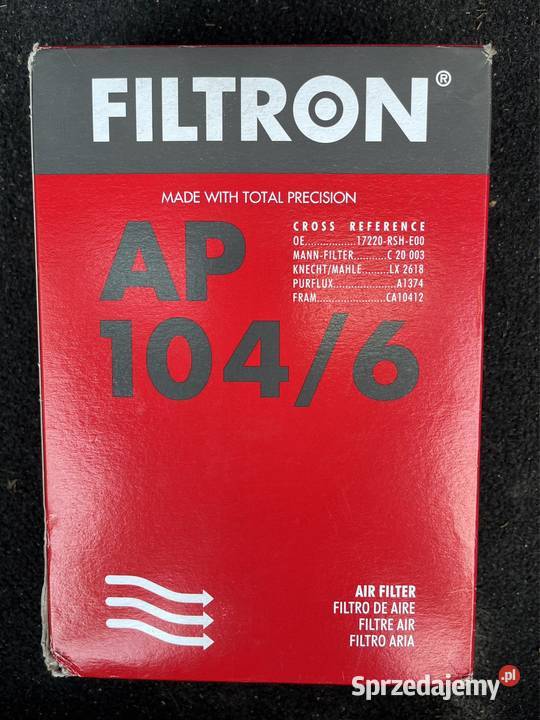 FILTRON®
MADE WITH TOTAL PRECISION
AP
104/6
CROSS REFERENCE
OE.................17220-RSH-E00
MANN-FILTER...........C 20 003
KNECHT/MAHLE........LX 2618
PURFLUX.....................A1374
FRAM.......................CA10412
AIR FILTER
FILTRO DE AIRE
FILTRE AIR
FILTRO ARIA
Sprzedajemy.pl